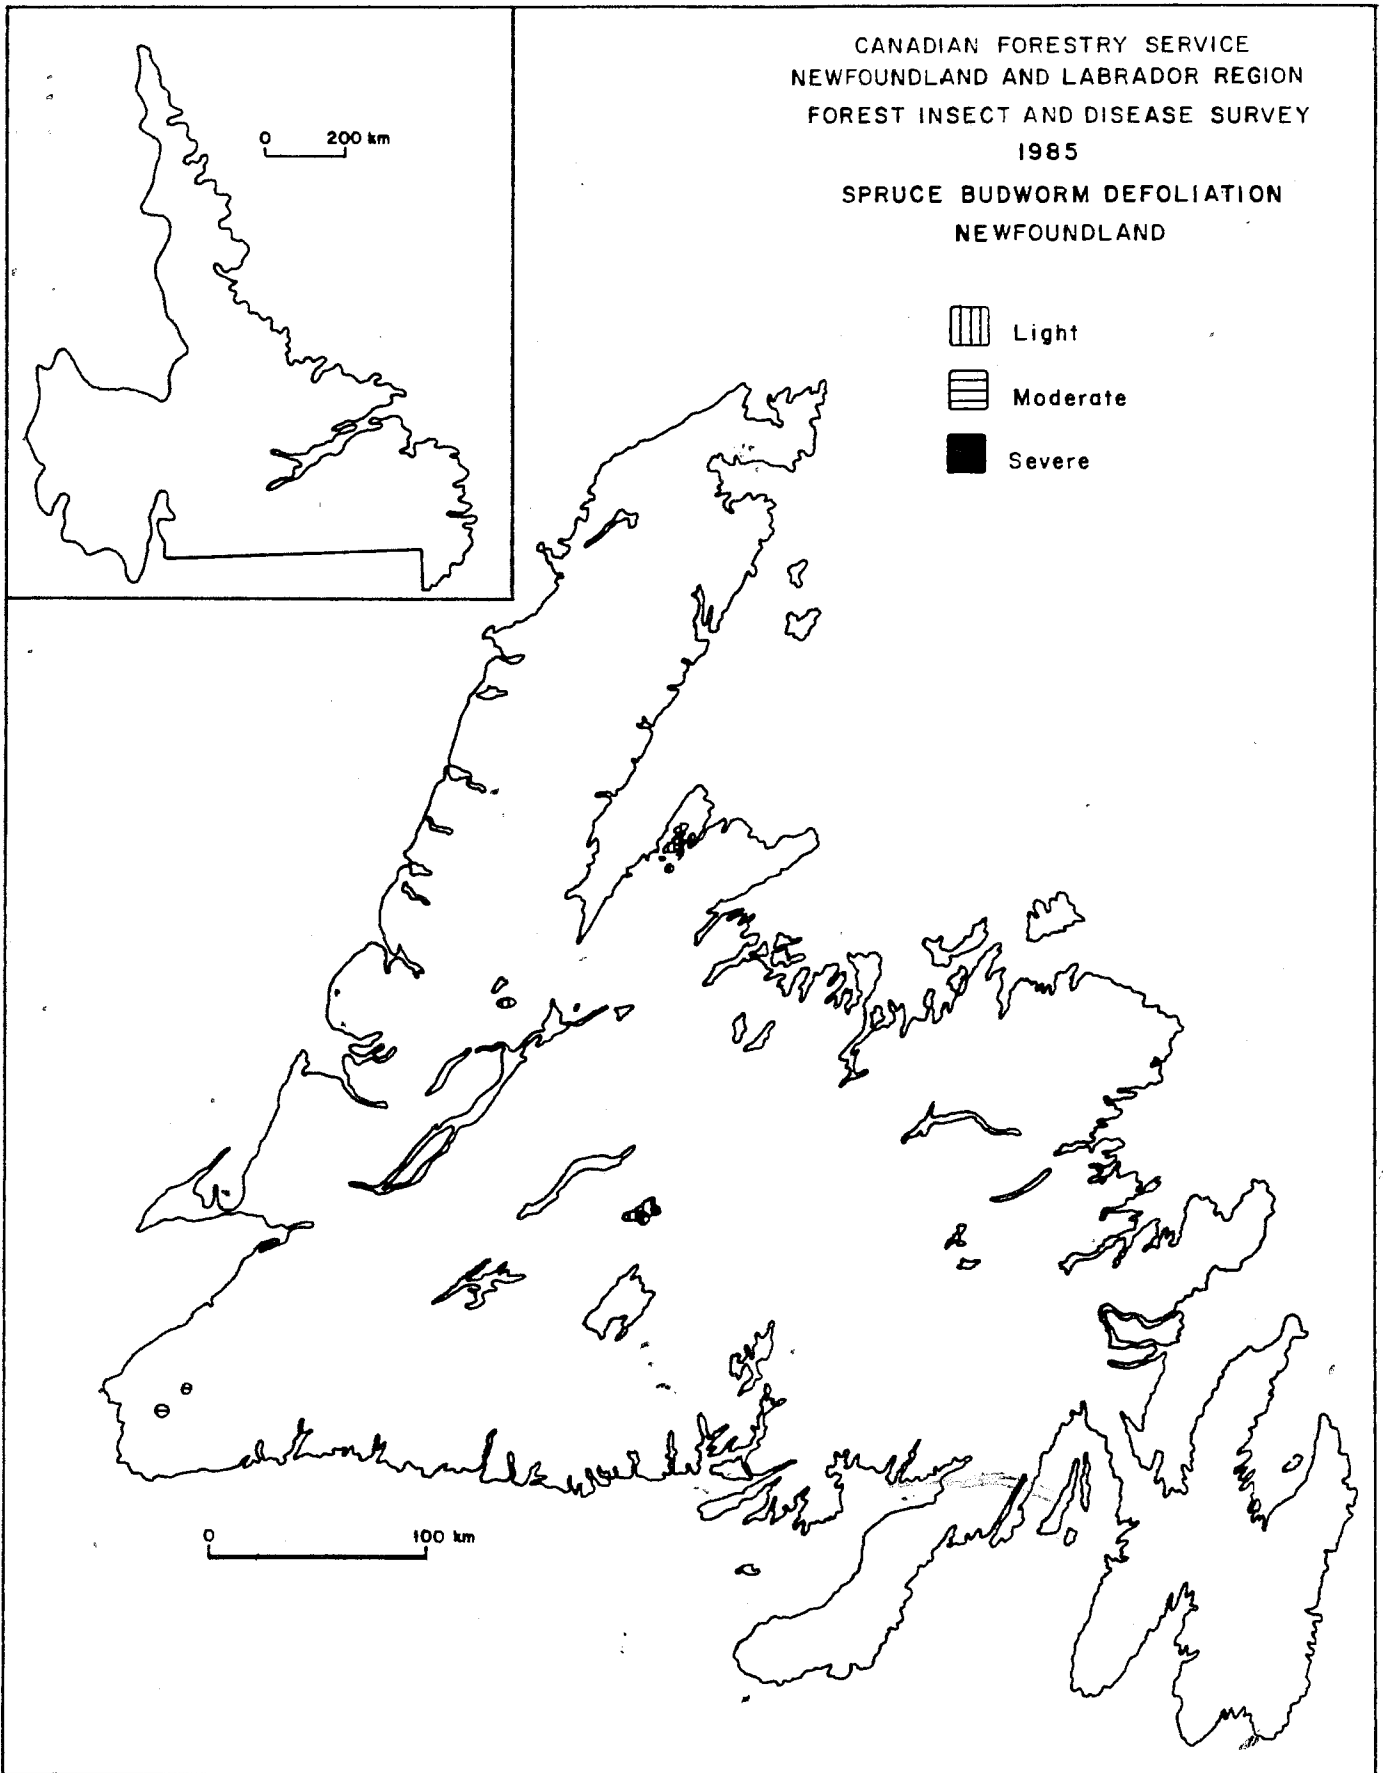 CANADIAN FORESTRY SERVICE
NEWFOUNDLAND AND LABRADOR REGION
FOREST INSECT AND DISEASE SURVEY
1985
SPRUCE BUDWORM DEFOLIATION
NEWFOUNDLAND
0 200 km
Light
Moderate
Severe
0 100 km